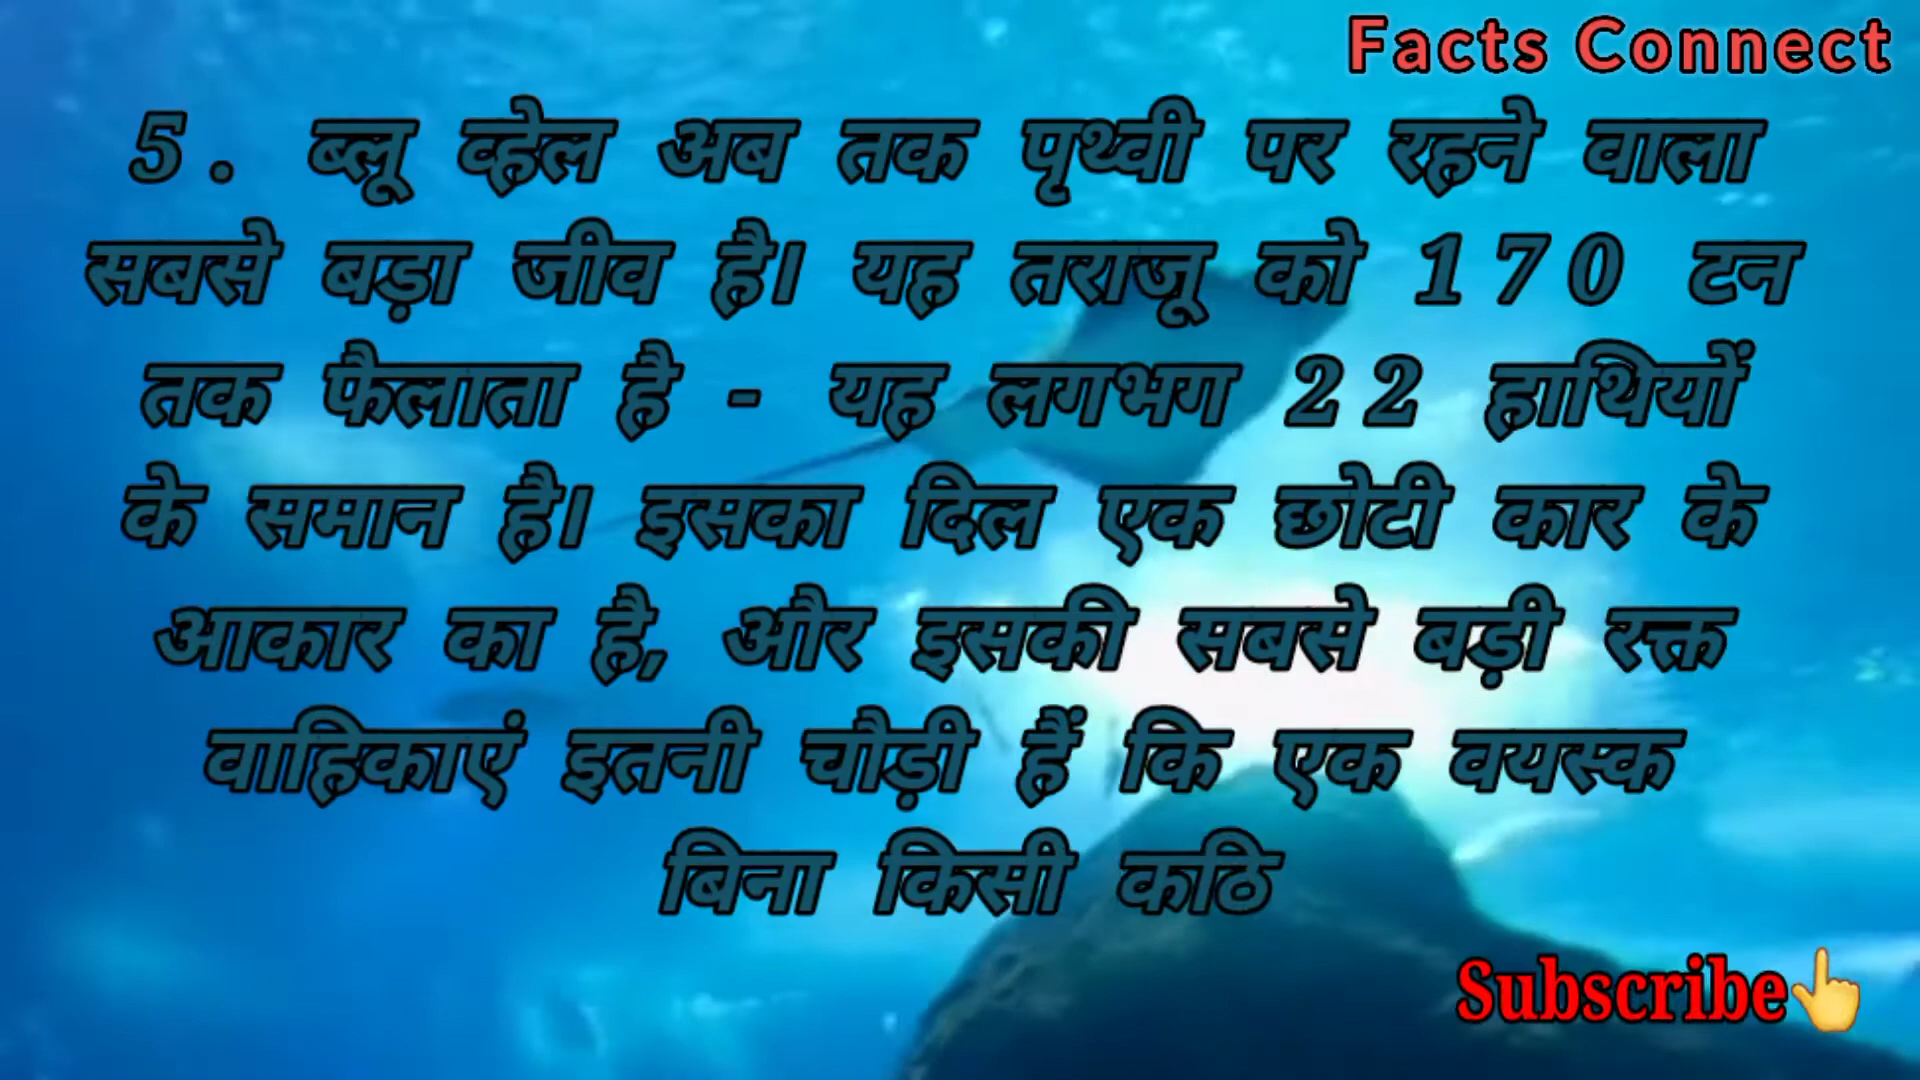 Facts Connect
5. ब्लू व्हेल अब तक पृथ्वी पर रहने वाला
सबसे बड़ा जीव है। यह तराजू को 170 टन
तक फैलाता है - यह लगभग 22 हाथियों
के समान है। इसका दिल एक छोटी कार के
आकार का है, और इसकी सबसे बड़ी रक्त
वाहिकाएं इतनी चौड़ी हैं कि एक वयस्क
बिना किसी कठि
Subscribe👆